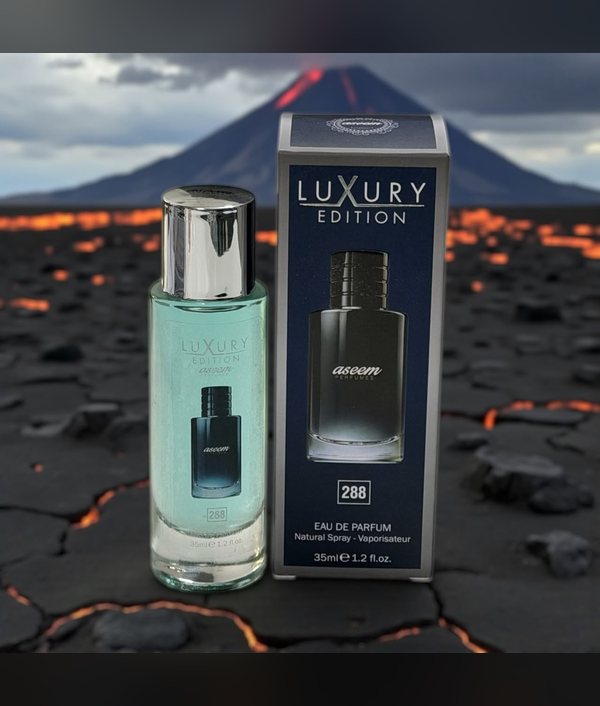 LUXURY
EDITION
aseem
aseem
288
35ml e 1.2 fl.oz.
aseem
LUXURY
EDITION
aseem
PERFUMES
288
EAU DE PARFUM
Natural Spray - Vaporisateur
35ml e 1.2 fl.oz.